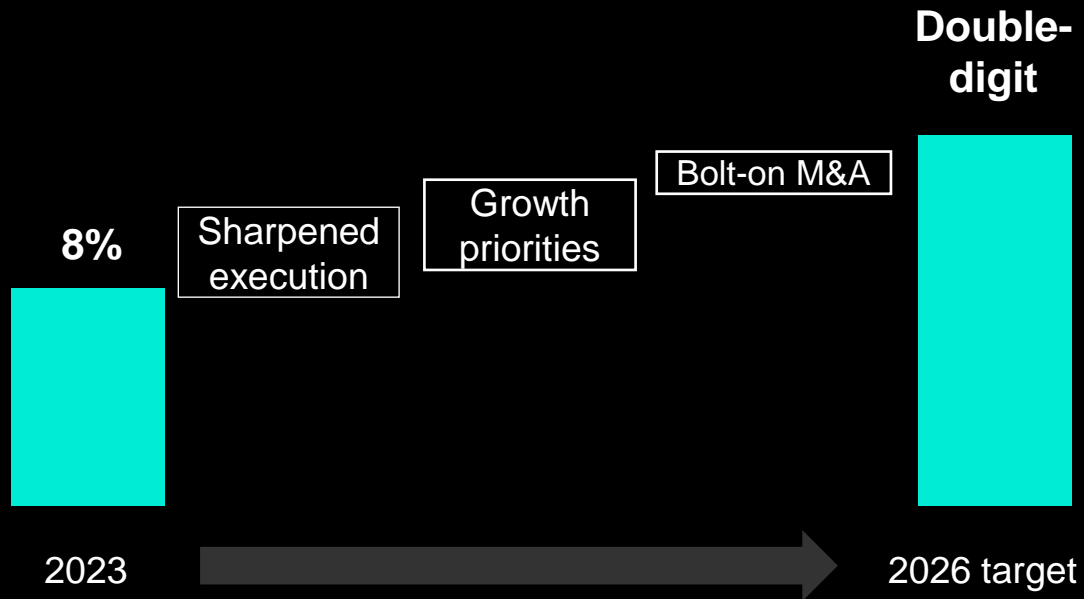 Double-
digit
Bolt-on M&A
Growth
priorities
Sharpened
execution
8%
2023
2026 target